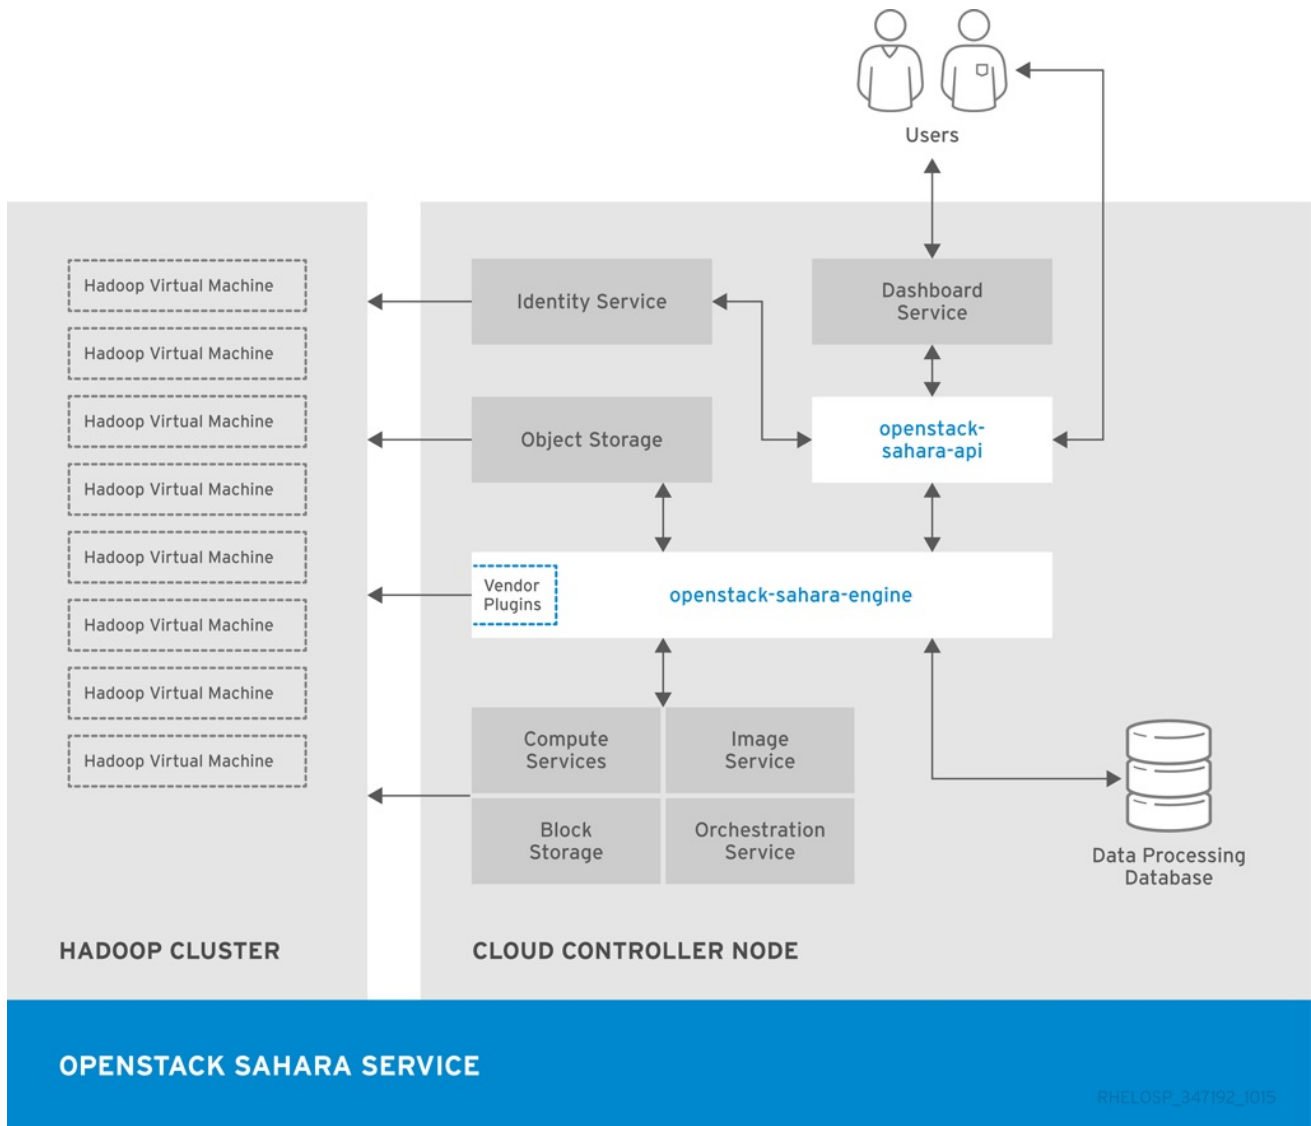 Users
Hadoop Virtual Machine
Hadoop Virtual Machine
Hadoop Virtual Machine
Hadoop Virtual Machine
Hadoop Virtual Machine
Hadoop Virtual Machine
Hadoop Virtual Machine
Hadoop Virtual Machine
HADOOP CLUSTER
Identity Service
Dashboard
Service
Object Storage
openstack-
sahara-api
Vendor
Plugins
openstack-sahara-engine
Compute
Services
Image
Service
Block
Storage
Orchestration
Service
Data Processing
Database
CLOUD CONTROLLER NODE
OPENSTACK SAHARA SERVICE
RHELOSP_347192_1015